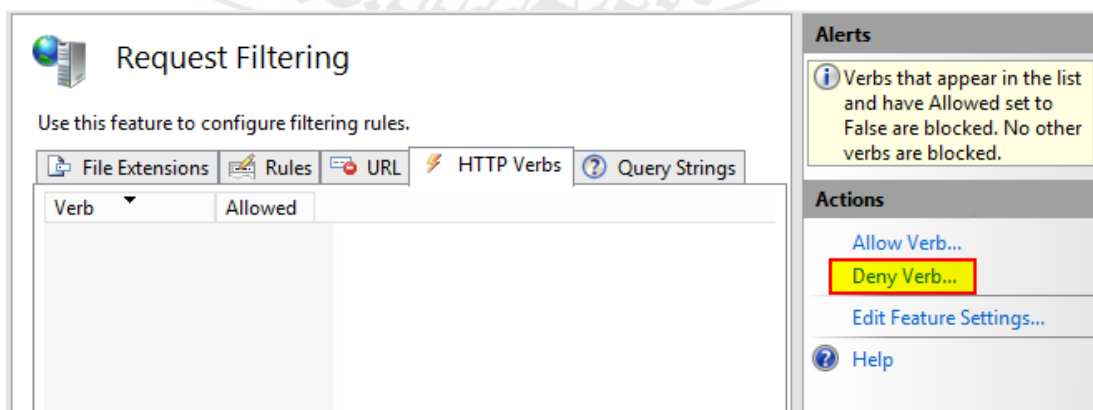 Request Filtering
Use this feature to configure filtering rules.
File Extensions Rules URL HTTP Verbs Query Strings
Verb Allowed
Alerts
Verbs that appear in the list
and have Allowed set to
False are blocked. No other
verbs are blocked.
Actions
Allow Verb...
Deny Verb...
Edit Feature Settings...
Help